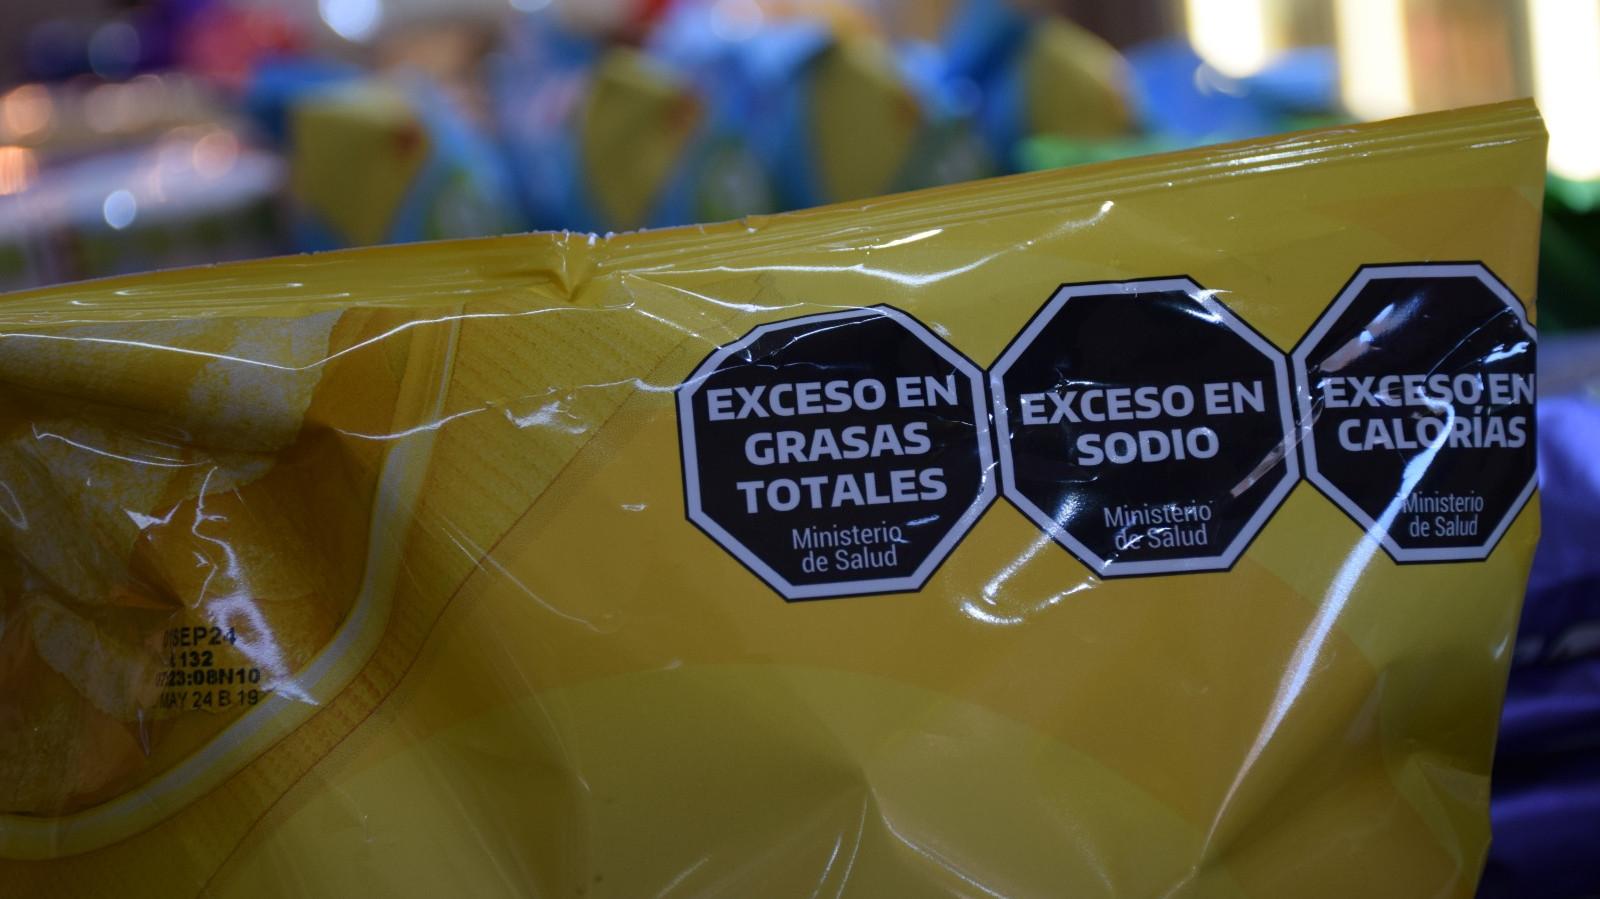 EXCESO EN
GRASAS
TOTALES
Ministerio
de Salud
EXCESO EN
SODIO
Ministerio
de Salud
EXCESO EN
CALORÍAS
Ministerio
de Salud
SEP24
132
23:08N10
MAY 24 B 19